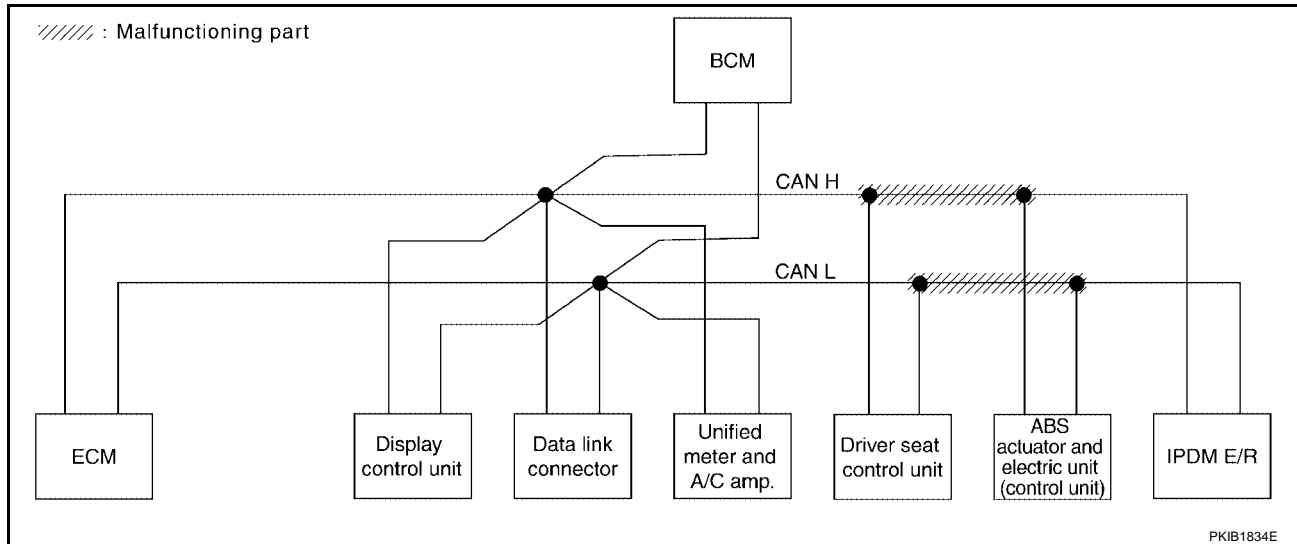 : Malfunctioning part
BCM
CAN H
CAN L
ECM
Display
control unit
Data link
connector
Unified
meter and
A/C amp.
Driver seat
control unit
ABS
actuator and
electric unit
(control unit)
IPDM E/R
PKIB1834E